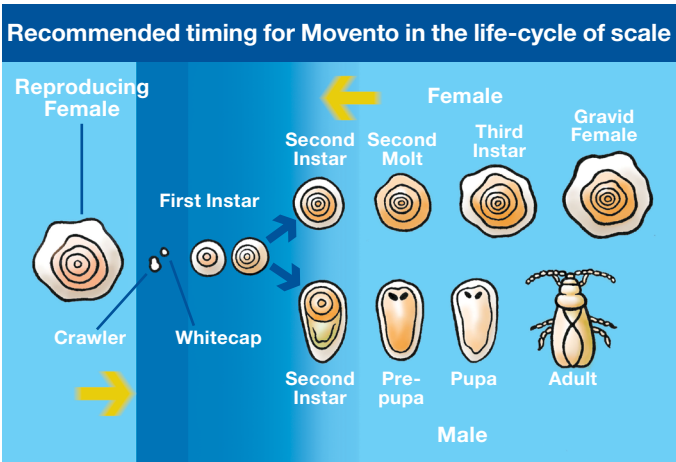 Recommended timing for Movento in the life-cycle of scale
Reproducing
Female
Female
Second
Instar
Second
Molt
Third
Instar
Gravid
Female
First Instar
Crawler
Whitecap
Second
Instar
Pre-
pupa
Pupa
Adult
Male